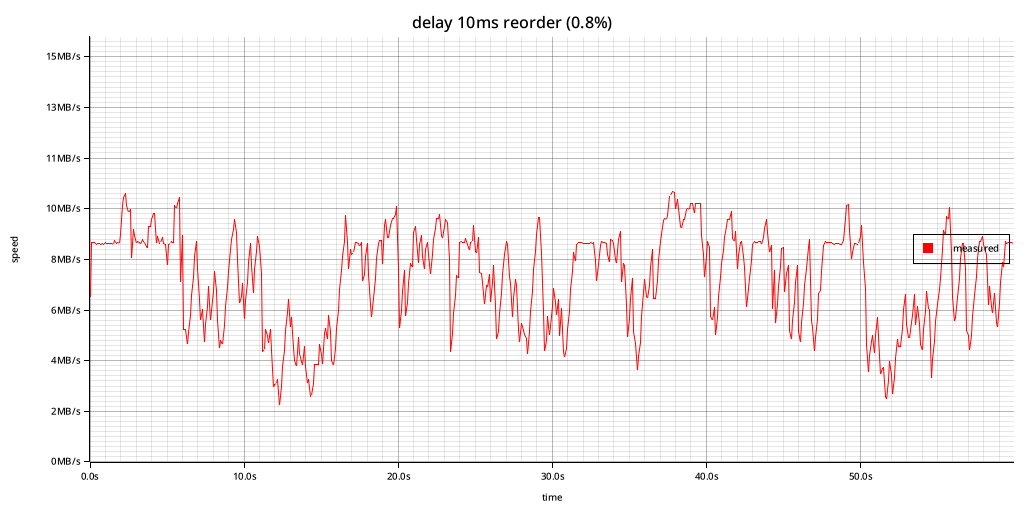 delay 10ms reorder (0.8%)
15MB/s
13MB/s
11MB/s
10MB/s
8MB/s
6MB/s
4MB/s
2MB/s
0MB/s
speed
measured
0.0s 10.0s 20.0s 30.0s 40.0s 50.0s
time